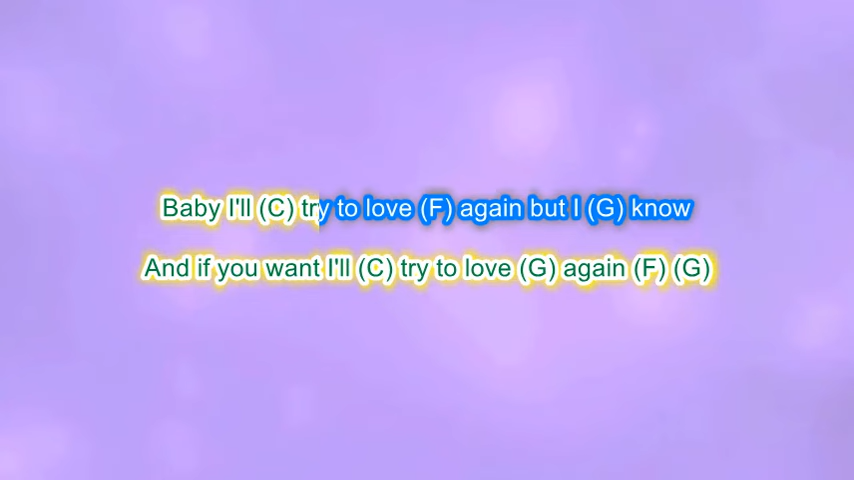 Baby I'll (C) try to love (F) again but I (G) know
And if you want I'll (C) try to love (G) again (F) (G)